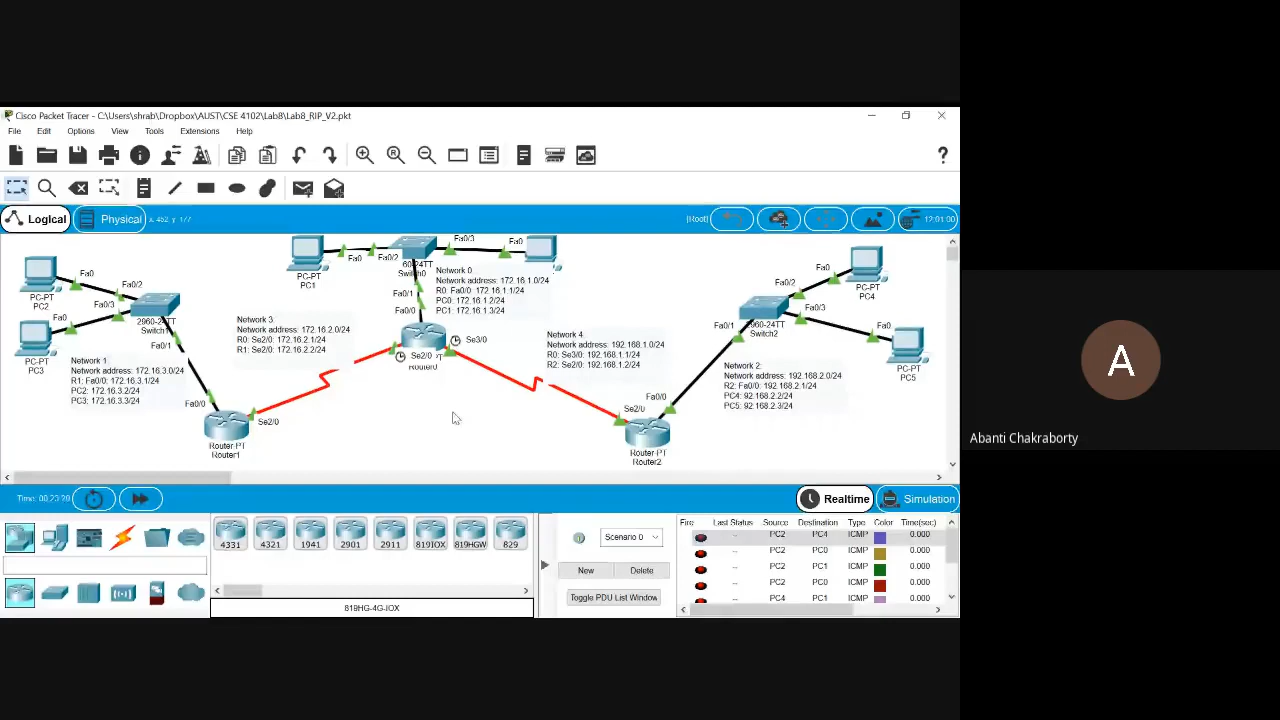 Cisco Packet Tracer - C:\Users\shrab\Dropbox\AUST\CSE 4102\Lab8\Lab8_RIP_V2.pkt
File Edit Options View Tools Extensions Help
?
Logical Physical x: 452 y: 177 [Root] 12:01:00
Fa0/3 Fa0
Fa0 Fa0/2
60-24TT
Switch0
PC-PT
PC1
Network 0
Network address: 172.16.1.0/24
R0: Fa0/0: 172.16.1.1/24
PC0: 172.16.1.2/24
PC1: 172.16.1.3/24
Fa0/1
Fa0/0
Fa0
PC-PT
PC2
Fa0/2
Fa0/3
Fa0
PC-PT
PC3
2960-24TT
Switch1
Fa0/1
Network 1
Network address: 172.16.3.0/24
R1: Fa0/0: 172.16.3.1/24
PC2: 172.16.3.2/24
PC3: 172.16.3.3/24
Fa0/0
Router-PT
Router1
Se2/0
Network 3
Network address: 172.16.2.0/24
R0: Se2/0: 172.16.2.1/24
R1: Se2/0: 172.16.2.2/24
Se3/0
Se2/0
Router0
Network 4
Network address: 192.168.1.0/24
R0: Se3/0: 192.168.1.1/24
R2: Se2/0: 192.168.1.2/24
Fa0
Fa0/2
PC-PT
PC4
Fa0/3
Fa0
PC-PT
PC5
2960-24TT
Switch2
Fa0/1
Network 2:
Network address: 192.168.2.0/24
R2: Fa0/0: 192.168.2.1/24
PC4: 92.168.2.2/24
PC5: 92.168.2.3/24
Fa0/0
Se2/0
Router-PT
Router2
Time: 00:23:20 Realtime Simulation
4331 4321 1941 2901 2911 819IOX 819HGW 829
819HG-4G-IOX
Scenario 0
New Delete
Toggle PDU List Window
Fire Last Status Source Destination Type Color Time(sec)
-- PC2 PC4 ICMP 0.000
-- PC2 PC0 ICMP 0.000
-- PC2 PC1 ICMP 0.000
-- PC2 PC0 ICMP 0.000
-- PC4 PC1 ICMP 0.000
A
Abanti Chakraborty